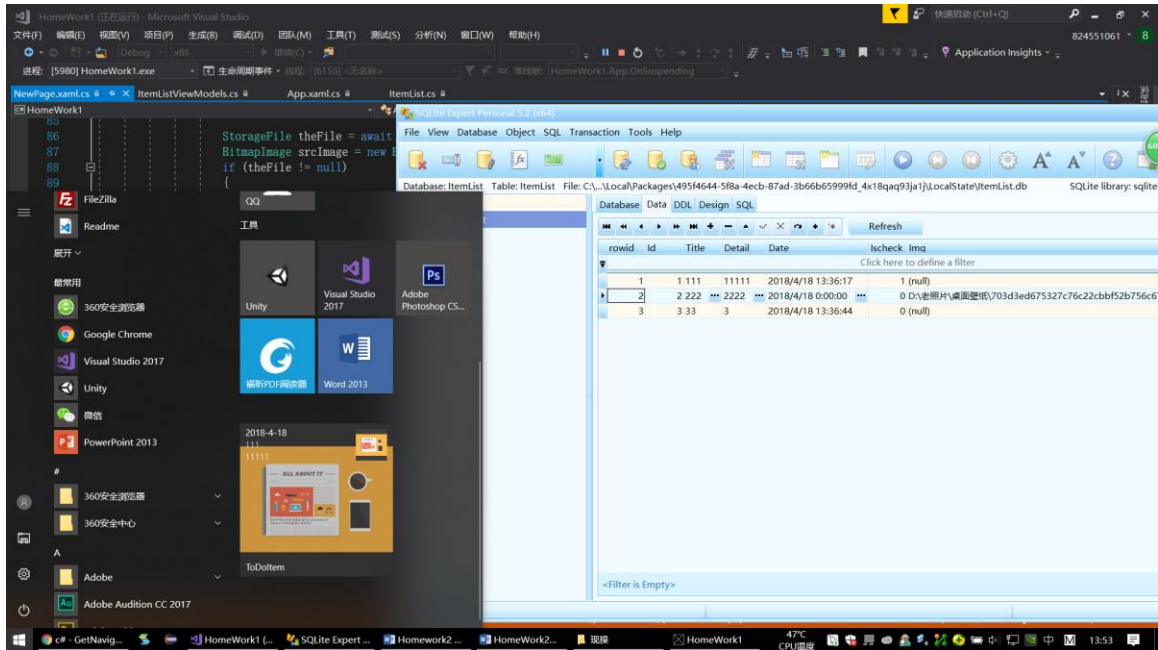 HomeWork1 (正在运行) - Microsoft Visual Studio
快速启动 (Ctrl+Q)
文件(F) 编辑(E) 视图(V) 项目(P) 生成(B) 调试(D) 团队(M) 工具(T) 测试(S) 分析(N) 窗口(W) 帮助(H)
824551061
Debug x86 继续(C) Application Insights
进程: [5980] HomeWork1.exe 生命周期事件 线程: [6156] <无名称> 堆栈帧: HomeWork1.App.OnSuspending
NewPage.xaml.cs ItemListViewModels.cs App.xaml.cs ItemList.cs
HomeWork1
85
86 StorageFile theFile = await
87 BitmapImage srcImage = new
88 if (theFile != null)
89 {
SQLite Expert Personal 5.2 (x64)
File View Database Object SQL Transaction Tools Help
Database: ItemList Table: ItemList File: C:\...\Local\Packages\495f4644-5f8a-4ecb-87ad-3b66b65999fd_4x18qaq93ja1j\LocalState\ItemList.db SQLite library: sqlite
Database Data DDL Design SQL
Refresh
rowid Id Title Detail Date Ischeck Img
Click here to define a filter
1 1 111 11111 2018/4/18 13:36:17 1 (null)
2 2 222 ... 2222 ... 2018/4/18 0:00:00 ... 0 D:\老照片\桌面壁纸\703d3ed675327c76c22cbbf52b756c6
3 3 33 3 2018/4/18 13:36:44 0 (null)
<Filter is Empty>
FileZilla
Readme
展开
最常用
360安全浏览器
Google Chrome
Visual Studio 2017
Unity
微信
PowerPoint 2013
#
360安全浏览器
360安全中心
A
Adobe
Adobe Audition CC 2017
QQ
工具
Unity
Visual Studio 2017
Ps
Adobe Photoshop CS...
福昕PDF阅读器
Word 2013
2018-4-18
111
11111
ALL ABOUT IT
ToDoItem
c# - GetNavig... HomeWork1 (... SQLite Expert ... Homework2 ... HomeWork2... 现操 HomeWork1 47℃ CPU温度 中 M 13:53